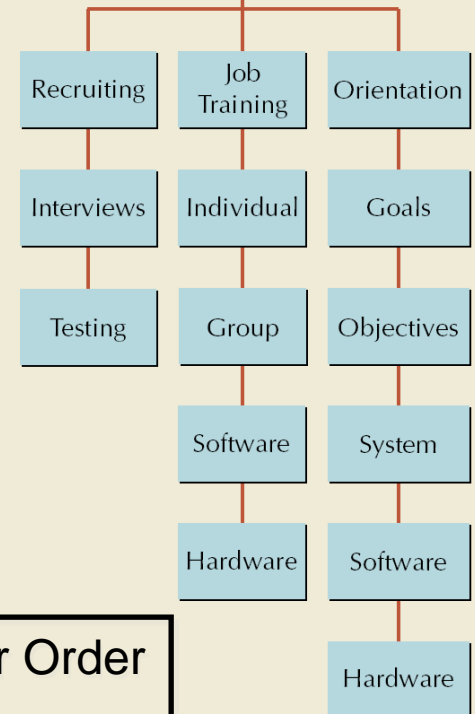 Recruiting
Job
Training
Orientation
Interviews
Individual
Goals
Testing
Group
Objectives
Software
System
Hardware
Software
Hardware
Order